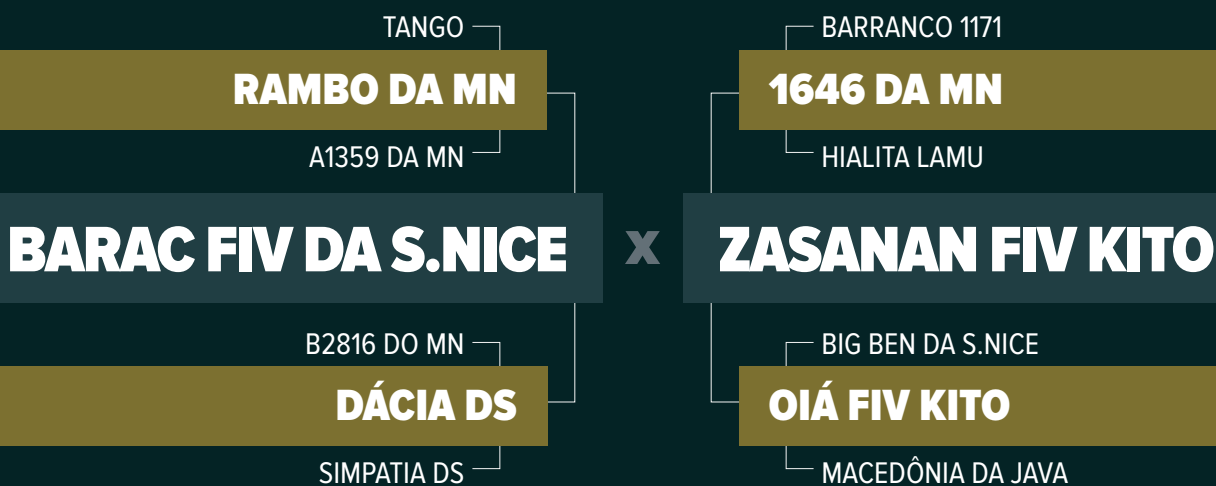 TANGO
RAMBO DA MN
A1359 DA MN
BARAC FIV DA S.NICE
B2816 DO MN
DÁCIA DS
SIMPATIA DS
X
BARRANCO 1171
1646 DA MN
HIALITA LAMU
ZASANAN FIV KITO
BIG BEN DA S.NICE
OIÁ FIV KITO
MACEDÔNIA DA JAVA